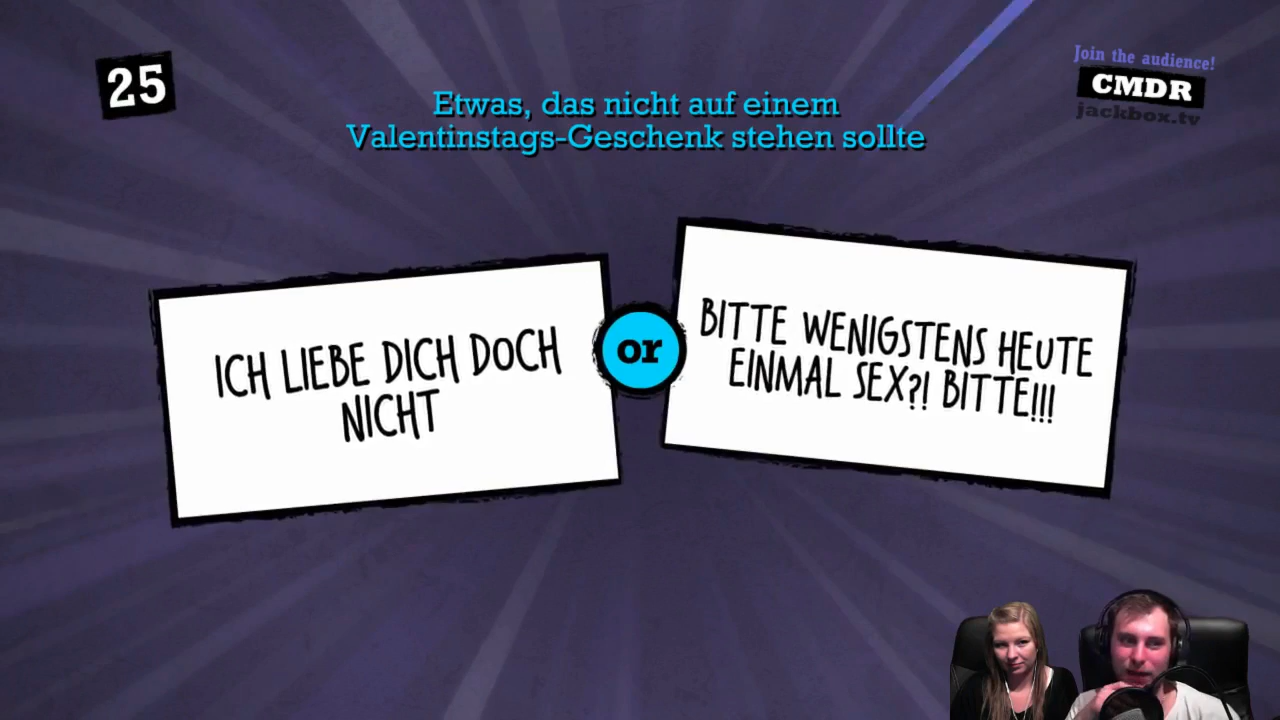 25
Join the audience!
CMDR
jackbox.tv
Etwas, das nicht auf einem
Valentinstags-Geschenk stehen sollte
ICH LIEBE DICH DOCH
NICHT
or
BITTE WENIGSTENS HEUTE
EINMAL SEX?! BITTE!!!